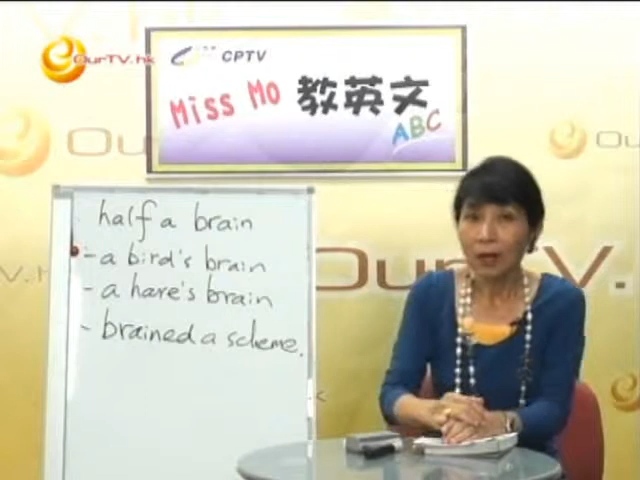 OurTV.hk
CPTV
Miss Mo 教英文
ABC
half a brain
- a bird's brain
- a hare's brain
- brained a scheme.
OurTV.